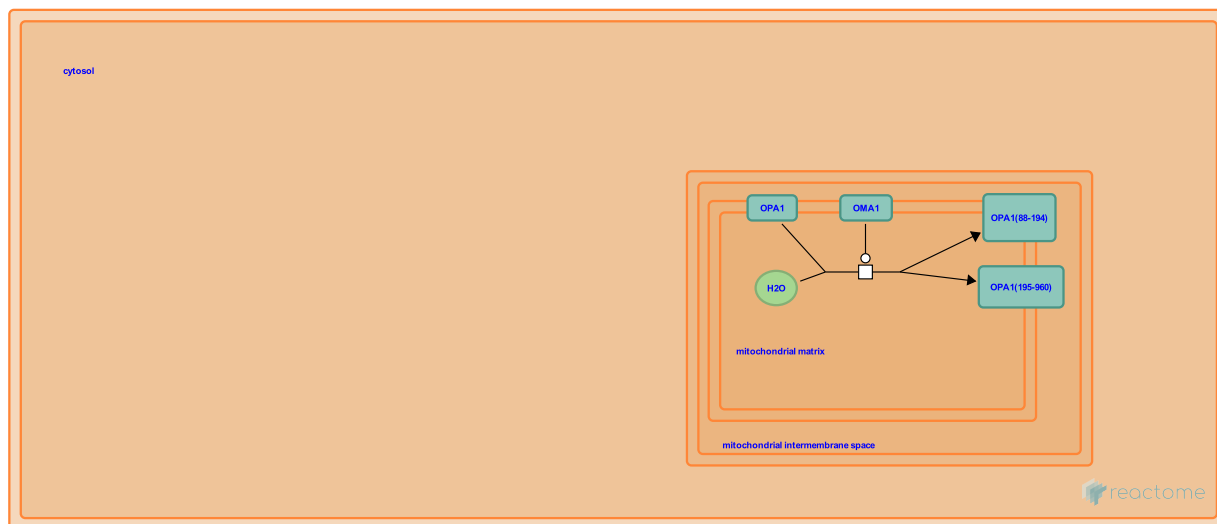 cytosol
OPA1
OMA1
OPA1(88-194)
H2O
OPA1(195-960)
mitochondrial matrix
mitochondrial intermembrane space
reactome